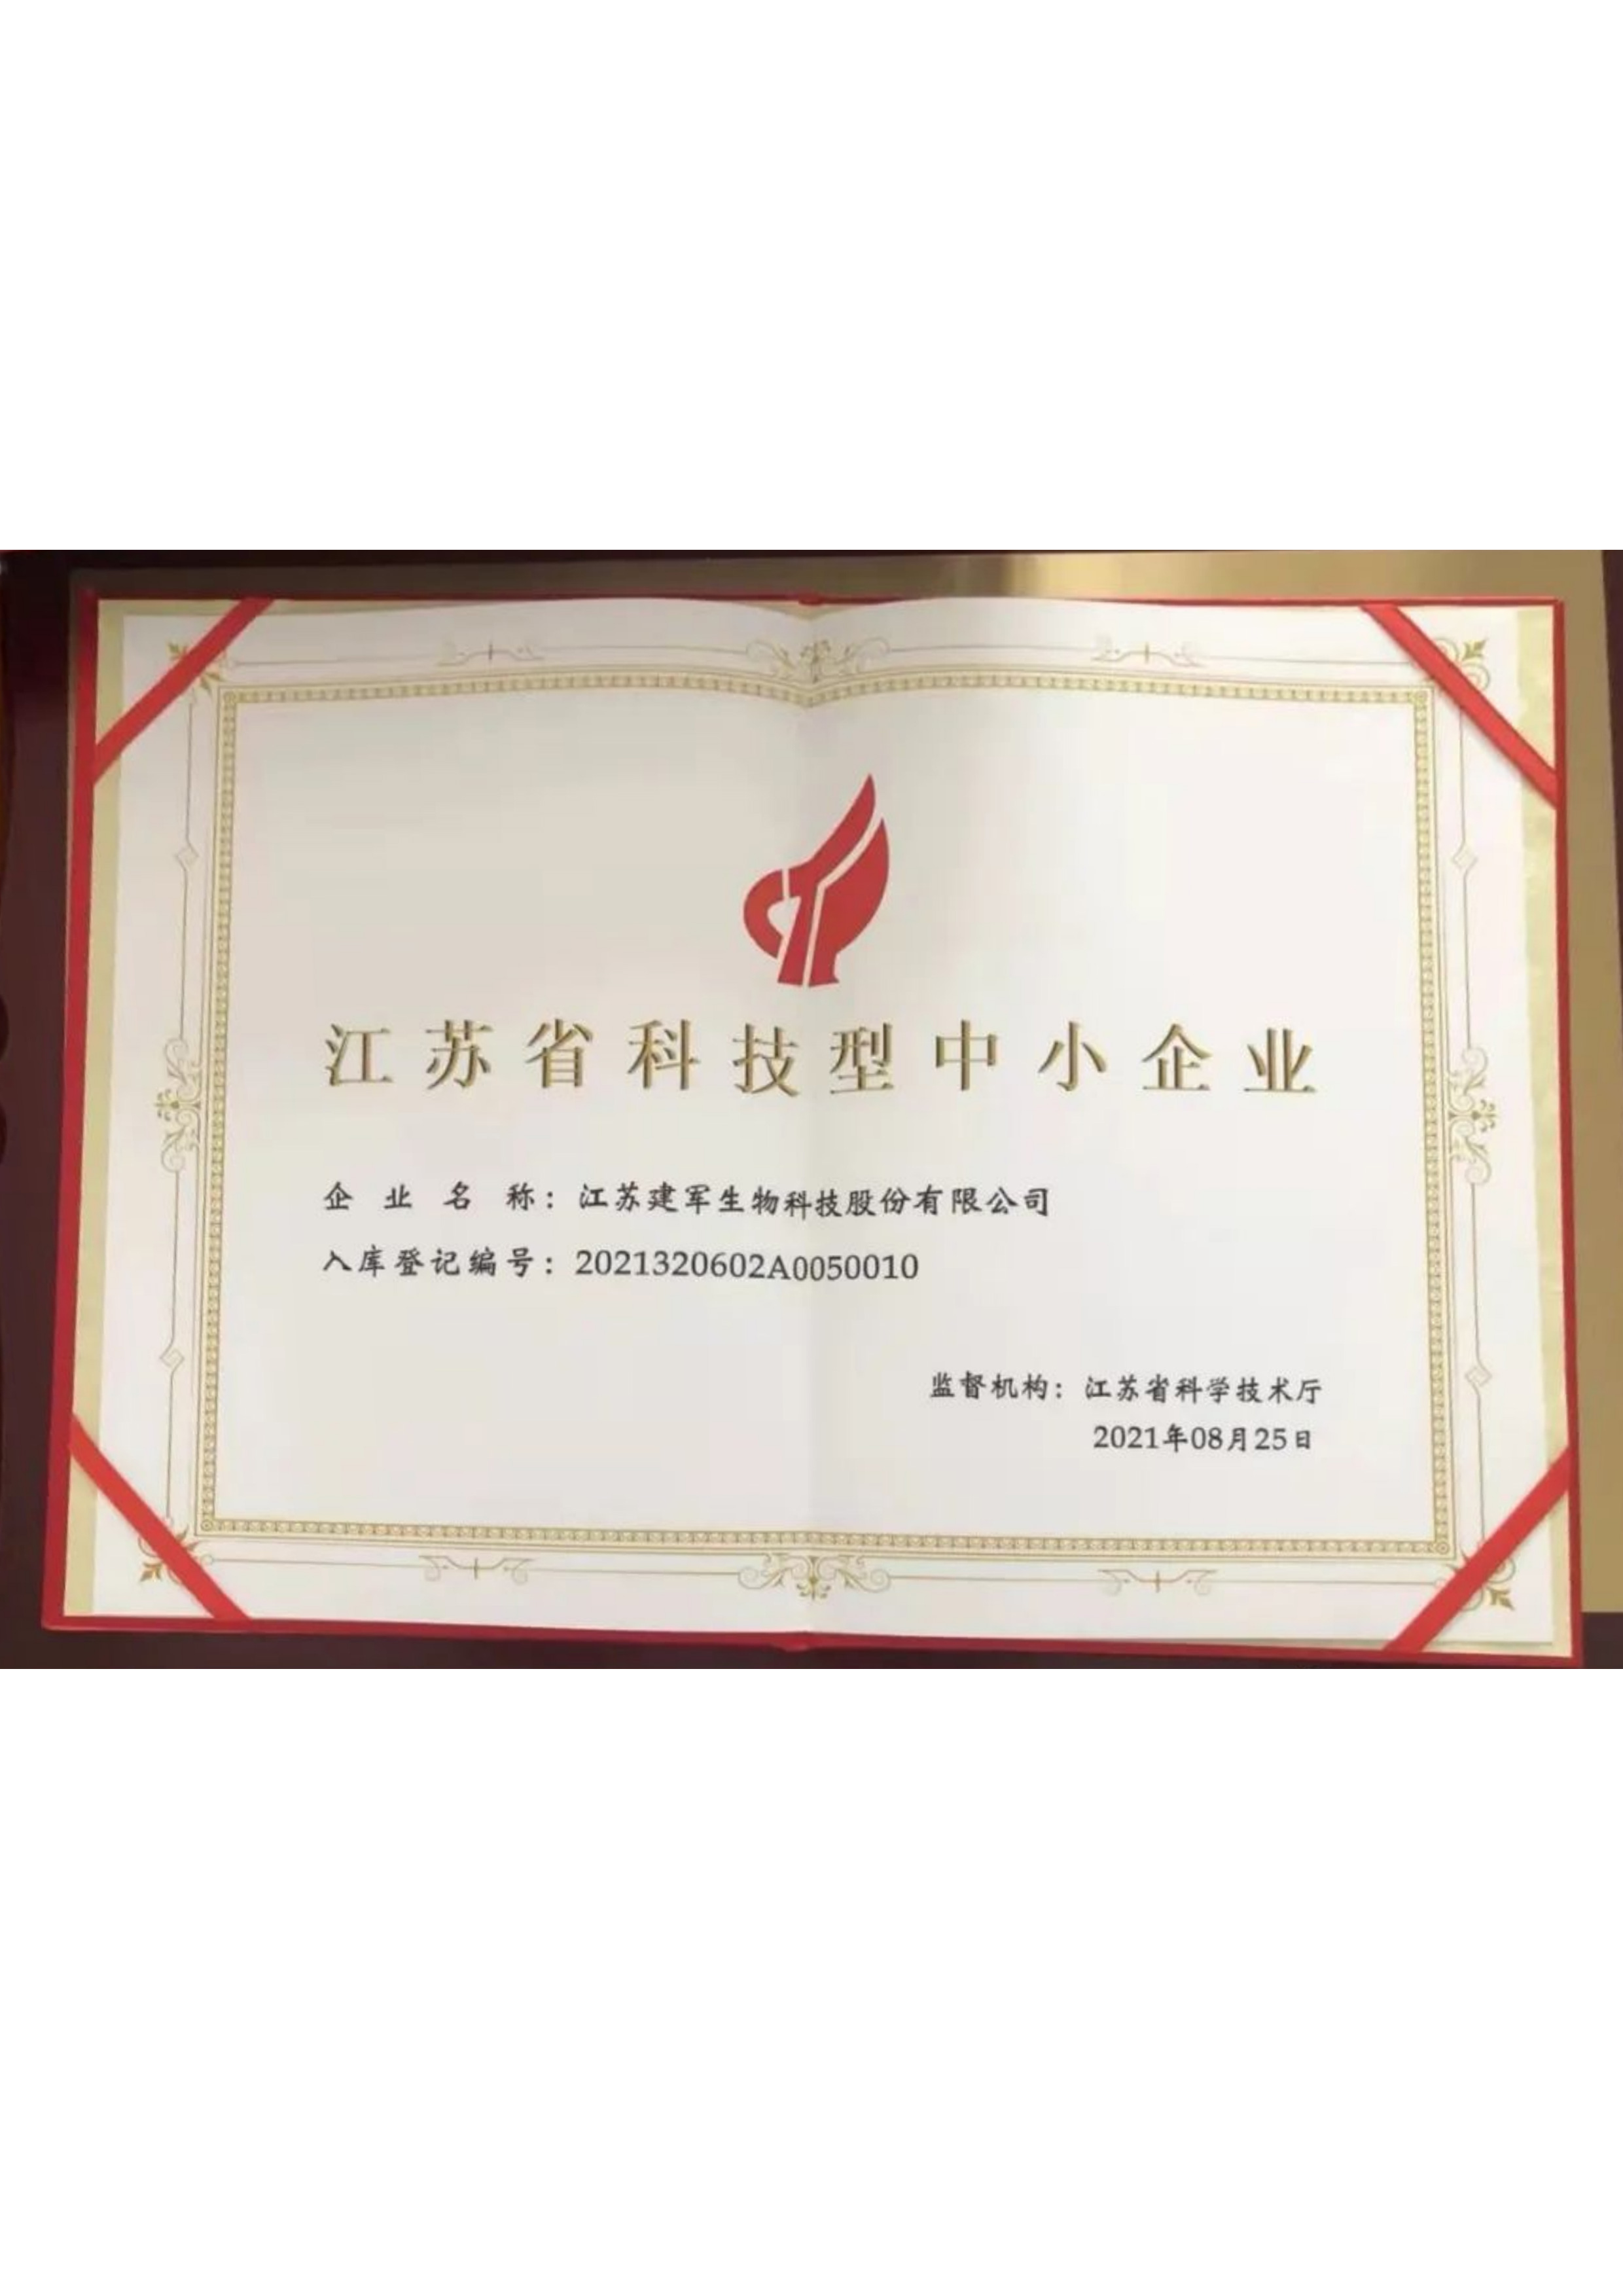 江苏省科技型中小企业
企业名称：江苏建军生物科技股份有限公司
入库登记编号：2021320602A0050010
监督机构：江苏省科学技术厅
2021年08月25日